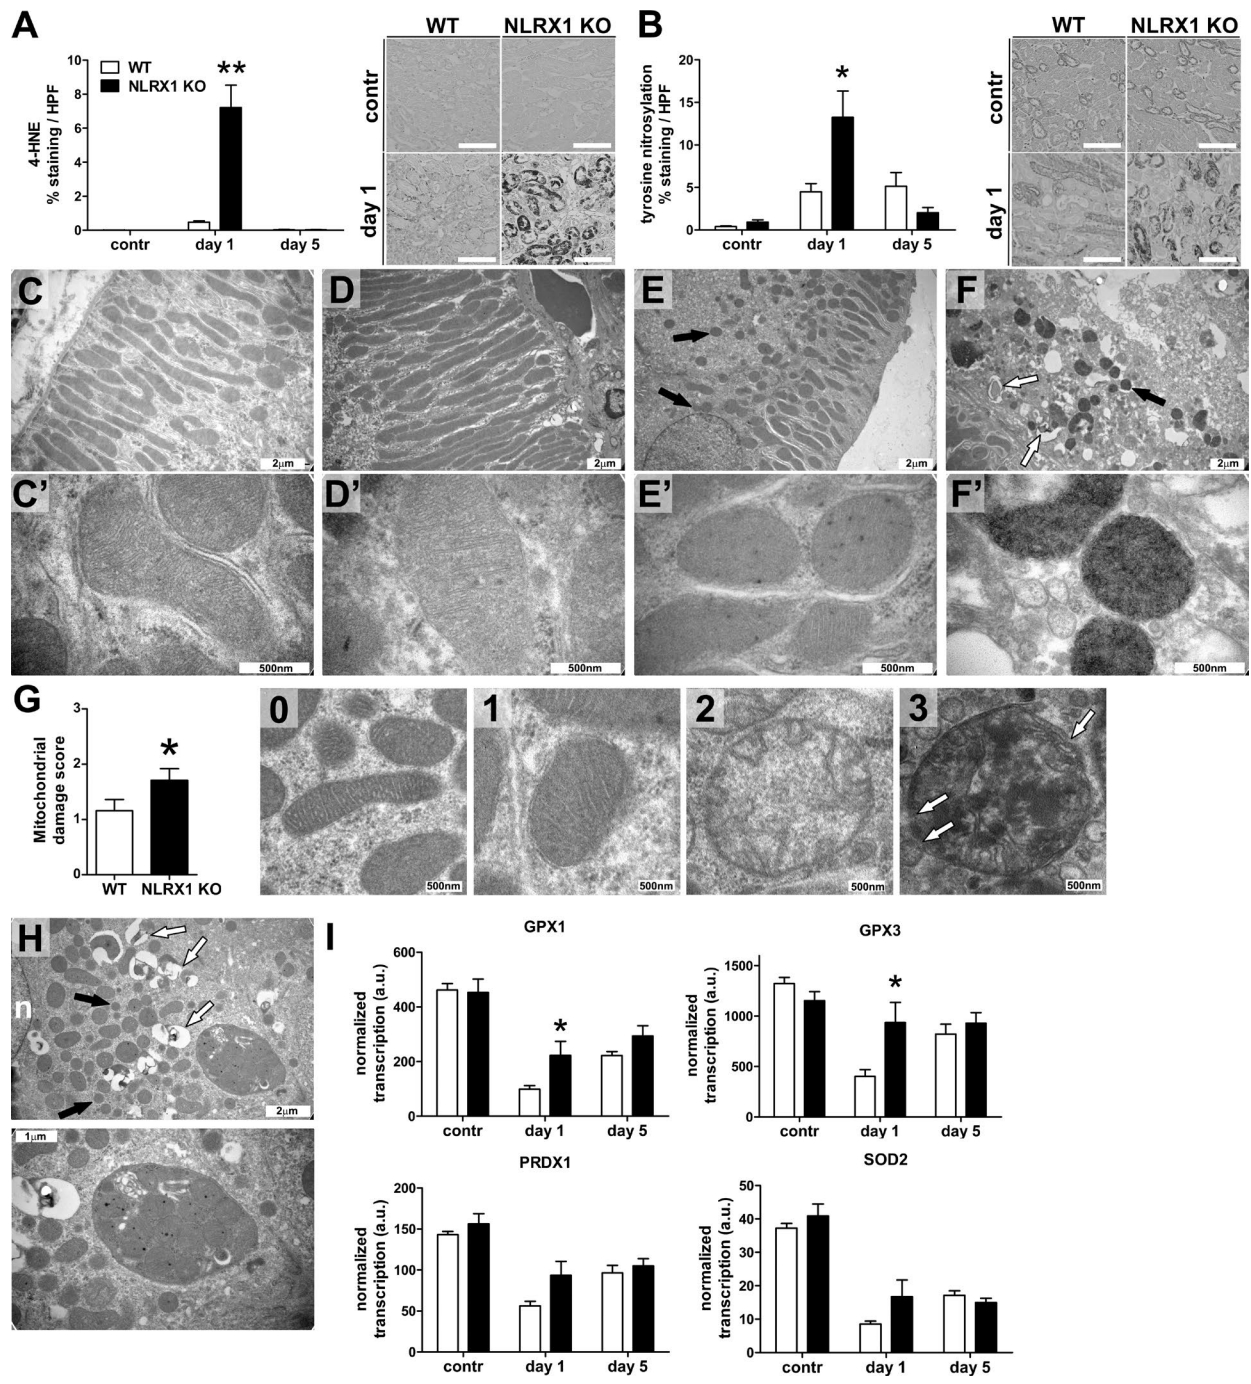 A
WT
NLRX1 KO
4-HNE
% staining / HPF
10
8
6
4
2
0
WT
NLRX1 KO
**
contr
day 1
day 5
contr
day 1
B
WT
NLRX1 KO
tyrosine nitrosylation
% staining / HPF
20
15
10
5
0
*
contr
day 1
day 5
contr
day 1
C
2µm
D
2µm
E
2µm
F
2µm
C'
500nm
D'
500nm
E'
500nm
F'
500nm
G
Mitochondrial
damage score
3
2
1
0
*
WT
NLRX1 KO
0
500nm
1
500nm
2
500nm
3
500nm
H
n
2µm
1µm
I
GPX1
normalized
transcription (a.u.)
600
400
200
0
*
contr
day 1
day 5
GPX3
normalized
transcription (a.u.)
1500
1000
500
0
*
contr
day 1
day 5
PRDX1
normalized
transcription (a.u.)
200
150
100
50
0
contr
day 1
day 5
SOD2
normalized
transcription (a.u.)
50
40
30
20
10
0
contr
day 1
day 5